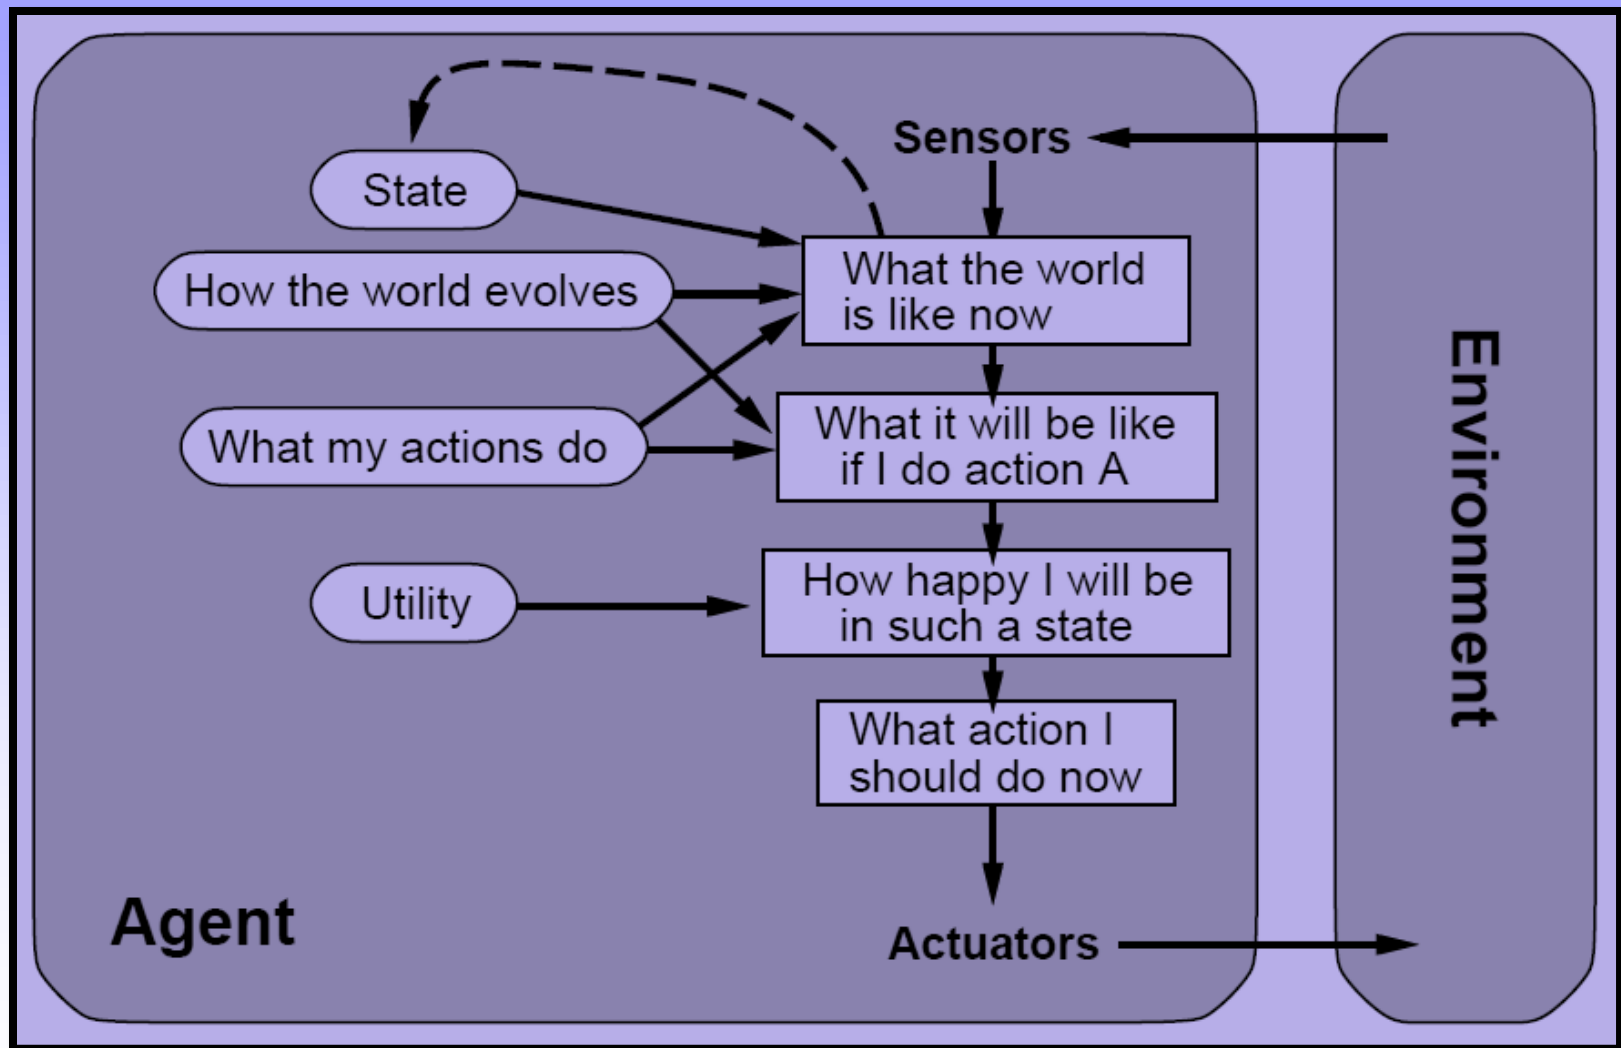 Sensors
State
What the world
is like now
How the world evolves
What it will be like
if I do action A
What my actions do
How happy I will be
in such a state
Utility
What action I
should do now
Agent
Actuators
Environment